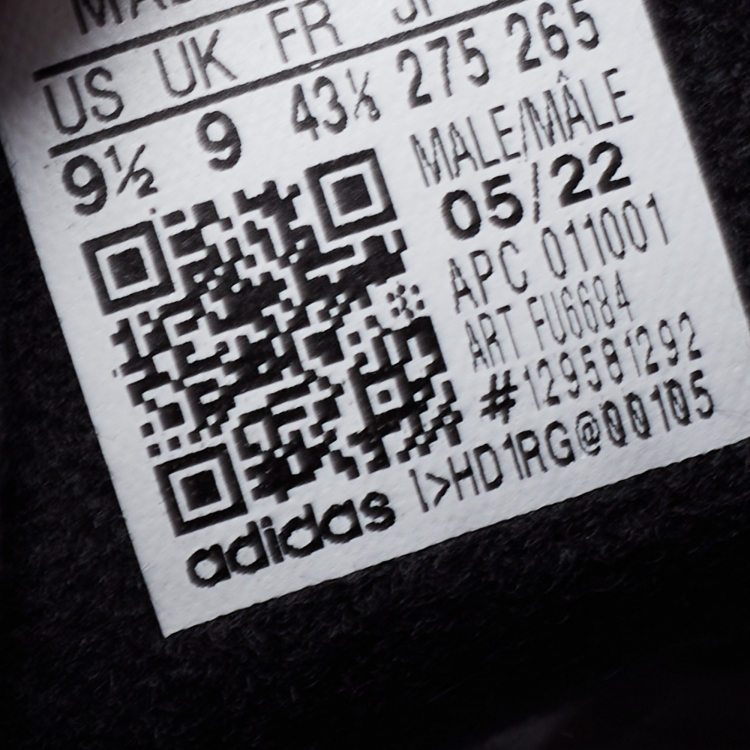 US UK FR
9½ 9 43⅓ 275 265
MALE/MÂLE
05/22
APC 011001
ART FU6684
#129581292
I>HD1RG@00105
adidas